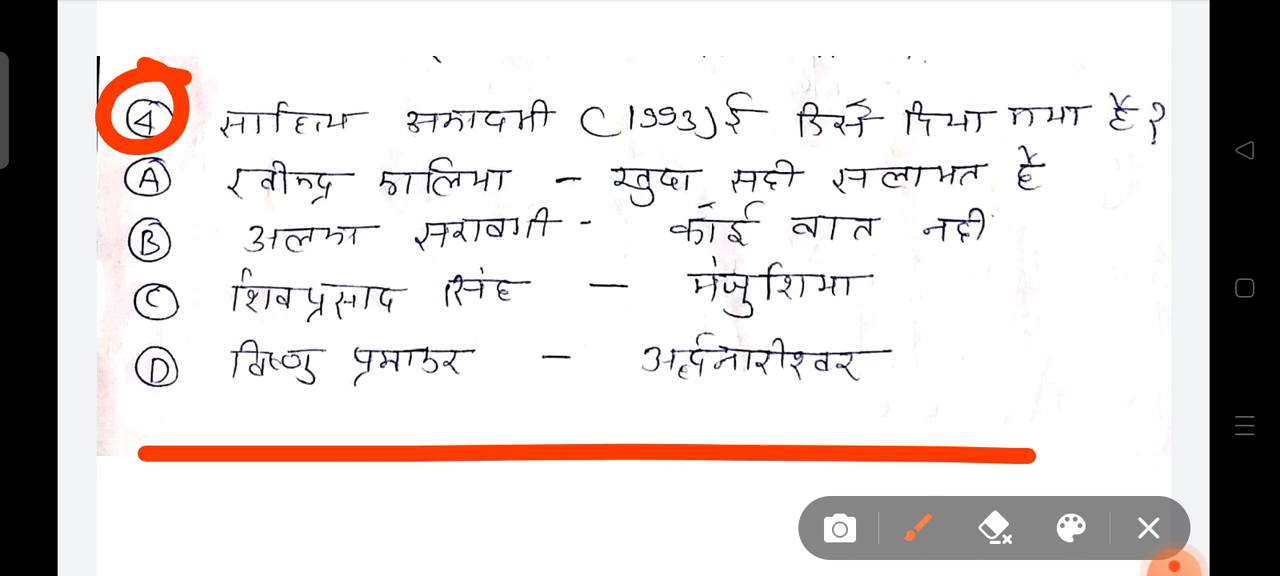 ④ साहित्य अकादमी (1993) ई किसे दिया गया है?
Ⓐ रवीन्द्र कालिया - खुदा सही सलामत है
Ⓑ अलका सरावगी - कोई बात नही
Ⓒ शिवप्रसाद सिंह - मंजुशिमा
Ⓓ विष्णु प्रभाकर - अर्द्धनारीश्वर